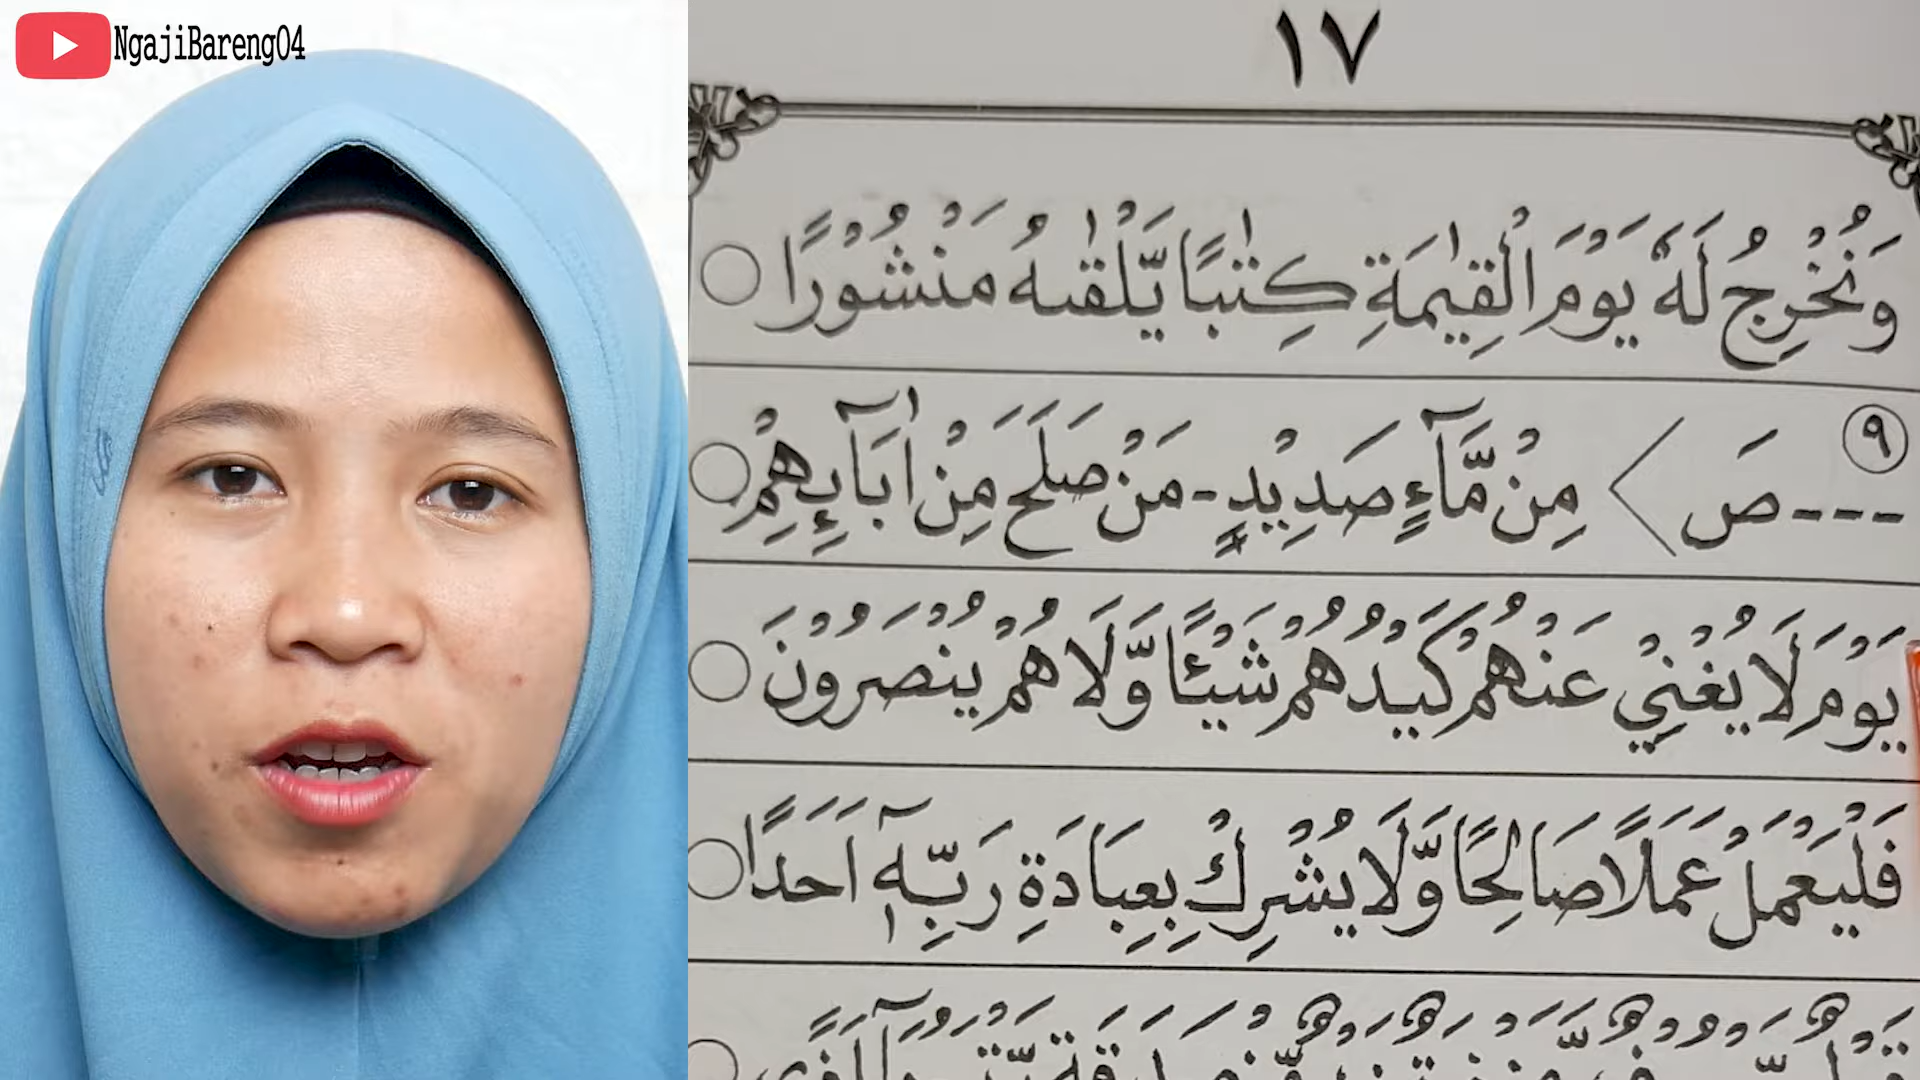 NgajiBareng04
١٧
وَنُخْرِجُ لَهٗ يَوْمَ الْقِيٰمَةِ كِتٰبًا يَّلْقٰىهُ مَنْشُوْرًا
٩ --- صَ > مِنْ مَّآءٍ صَدِيْدٍ - مَنْ صَلَحَ مِنْ اٰبَآئِهِمْ
يَوْمَ لَا يُغْنِيْ عَنْهُمْ كَيْدُهُمْ شَيْئًا وَّلَا هُمْ يُنْصَرُوْنَ
فَلْيَعْمَلْ عَمَلًا صَالِحًا وَّلَا يُشْرِكْ بِعِبَادَةِ رَبِّهٖٓ اَحَدًا